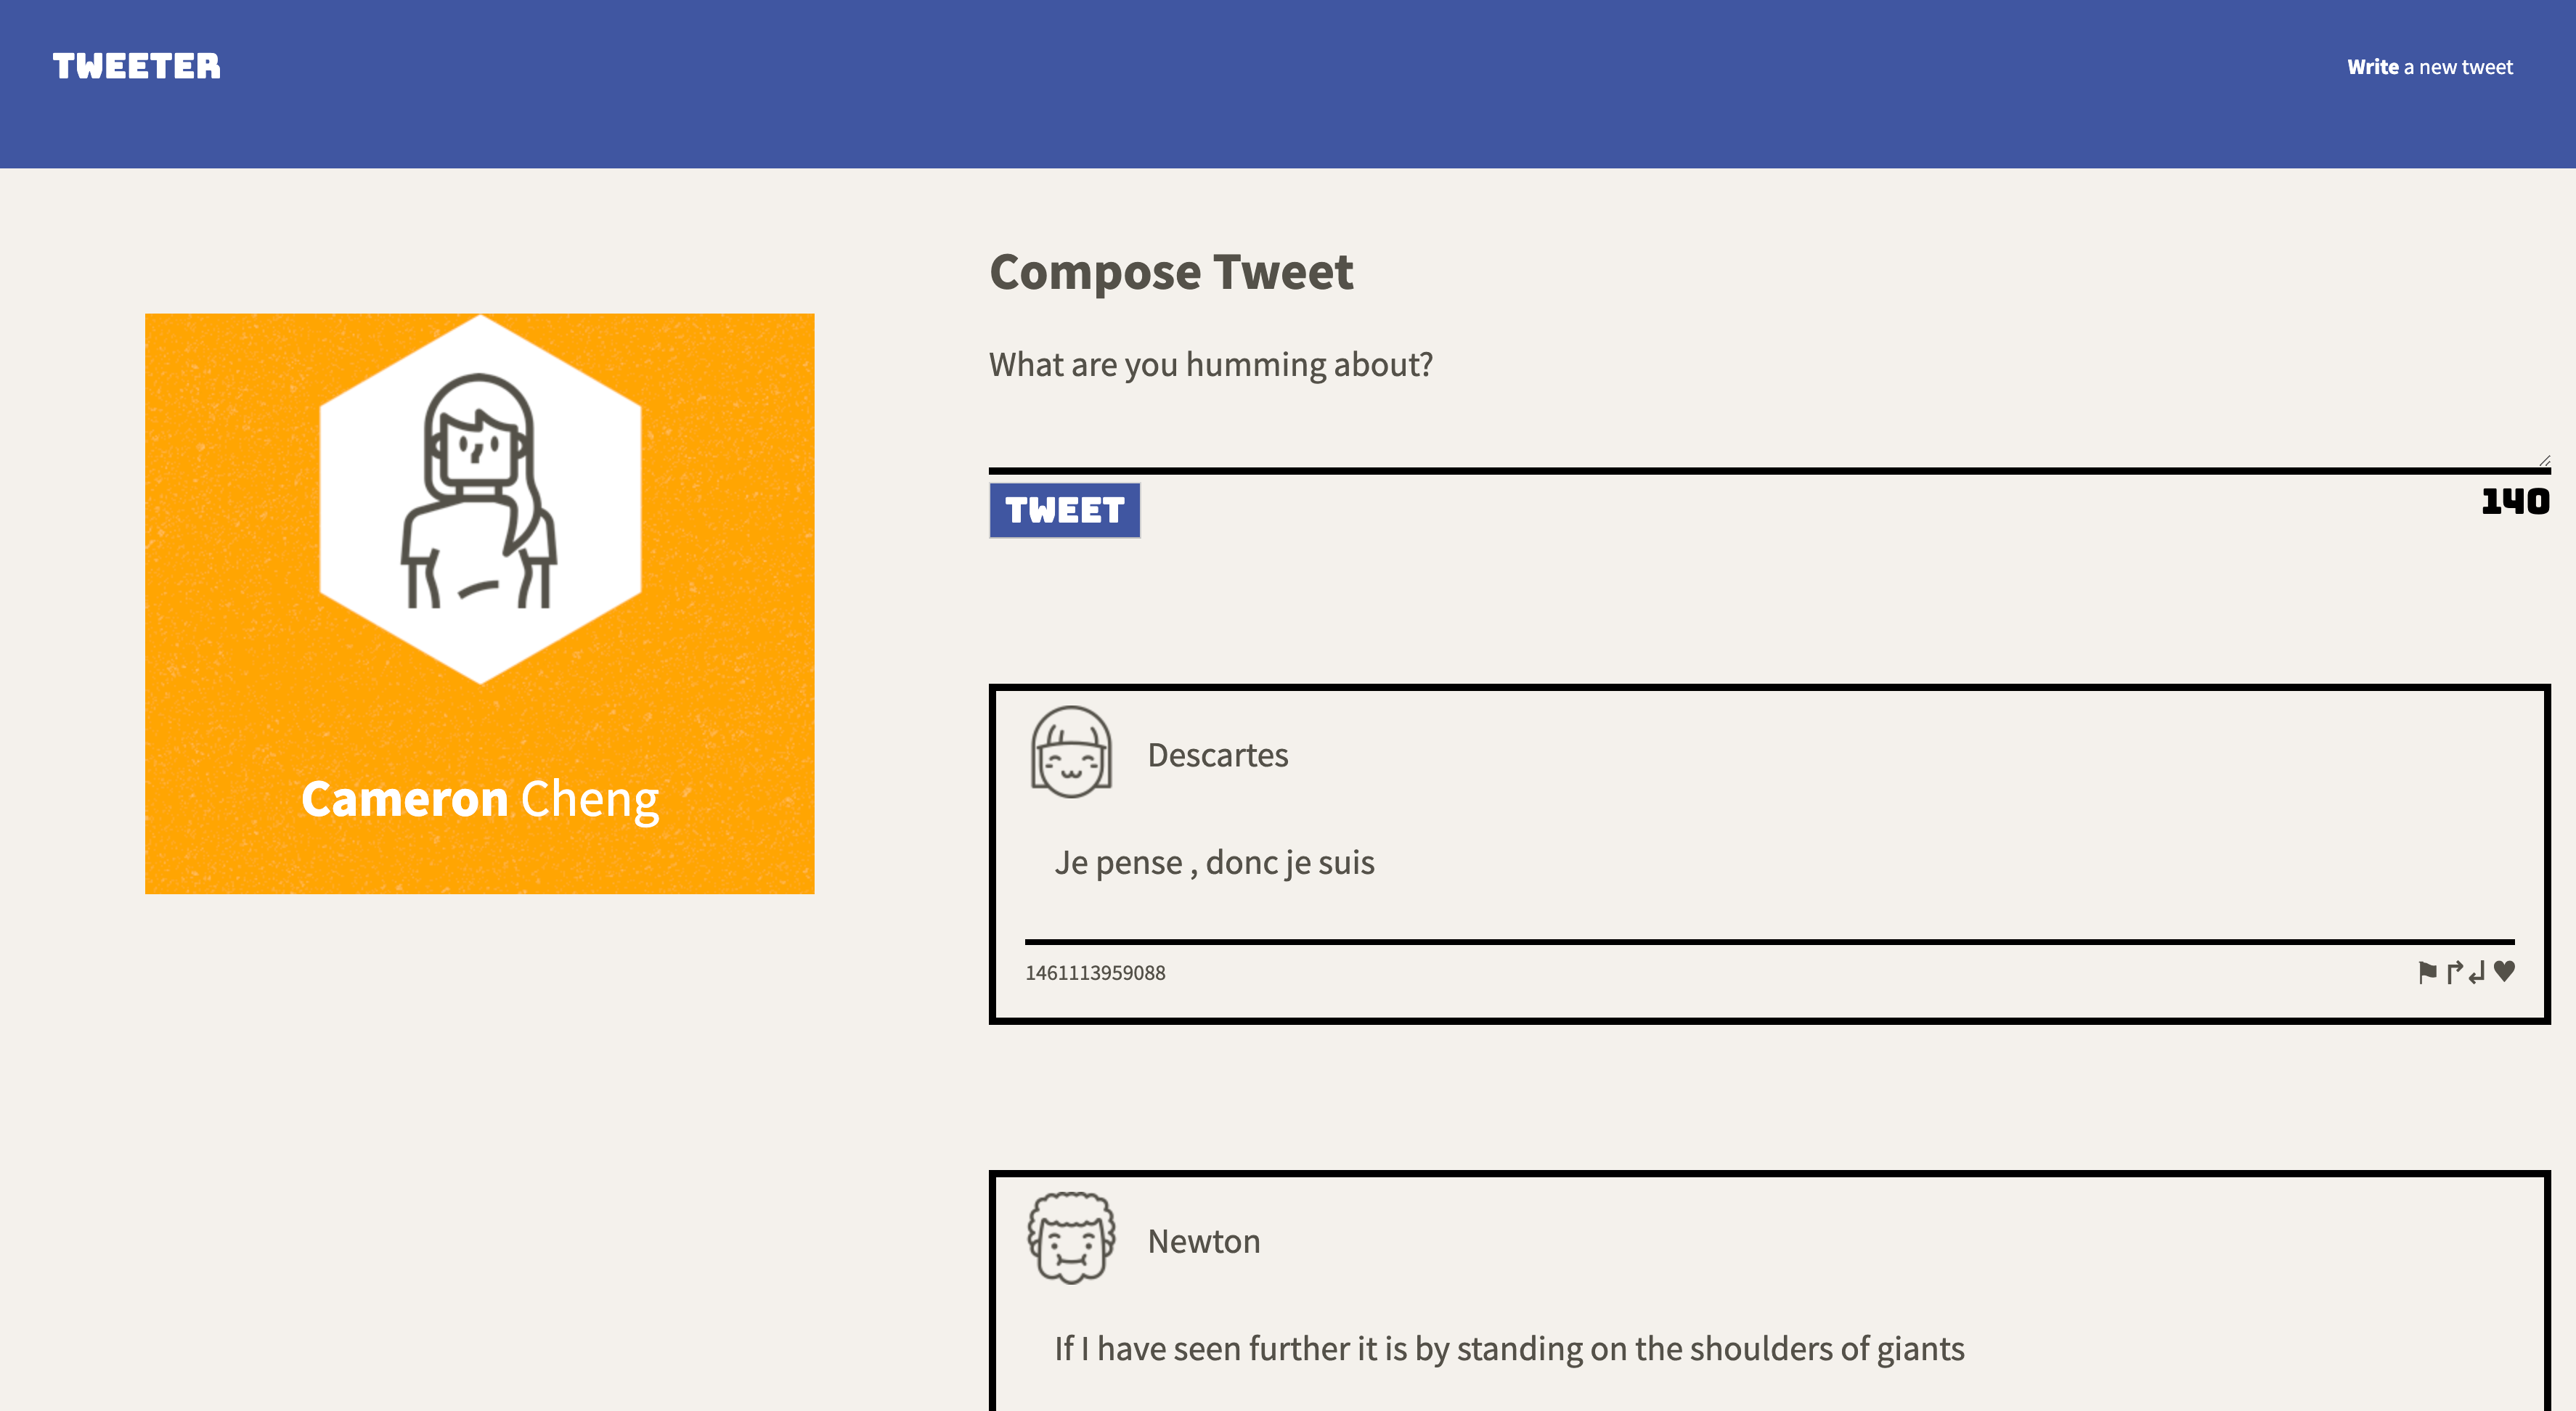 TWEETER
Write a new tweet
Cameron Cheng
Compose Tweet
What are you humming about?
TWEET
140
Descartes
Je pense , donc je suis
1461113959088
Newton
If I have seen further it is by standing on the shoulders of giants